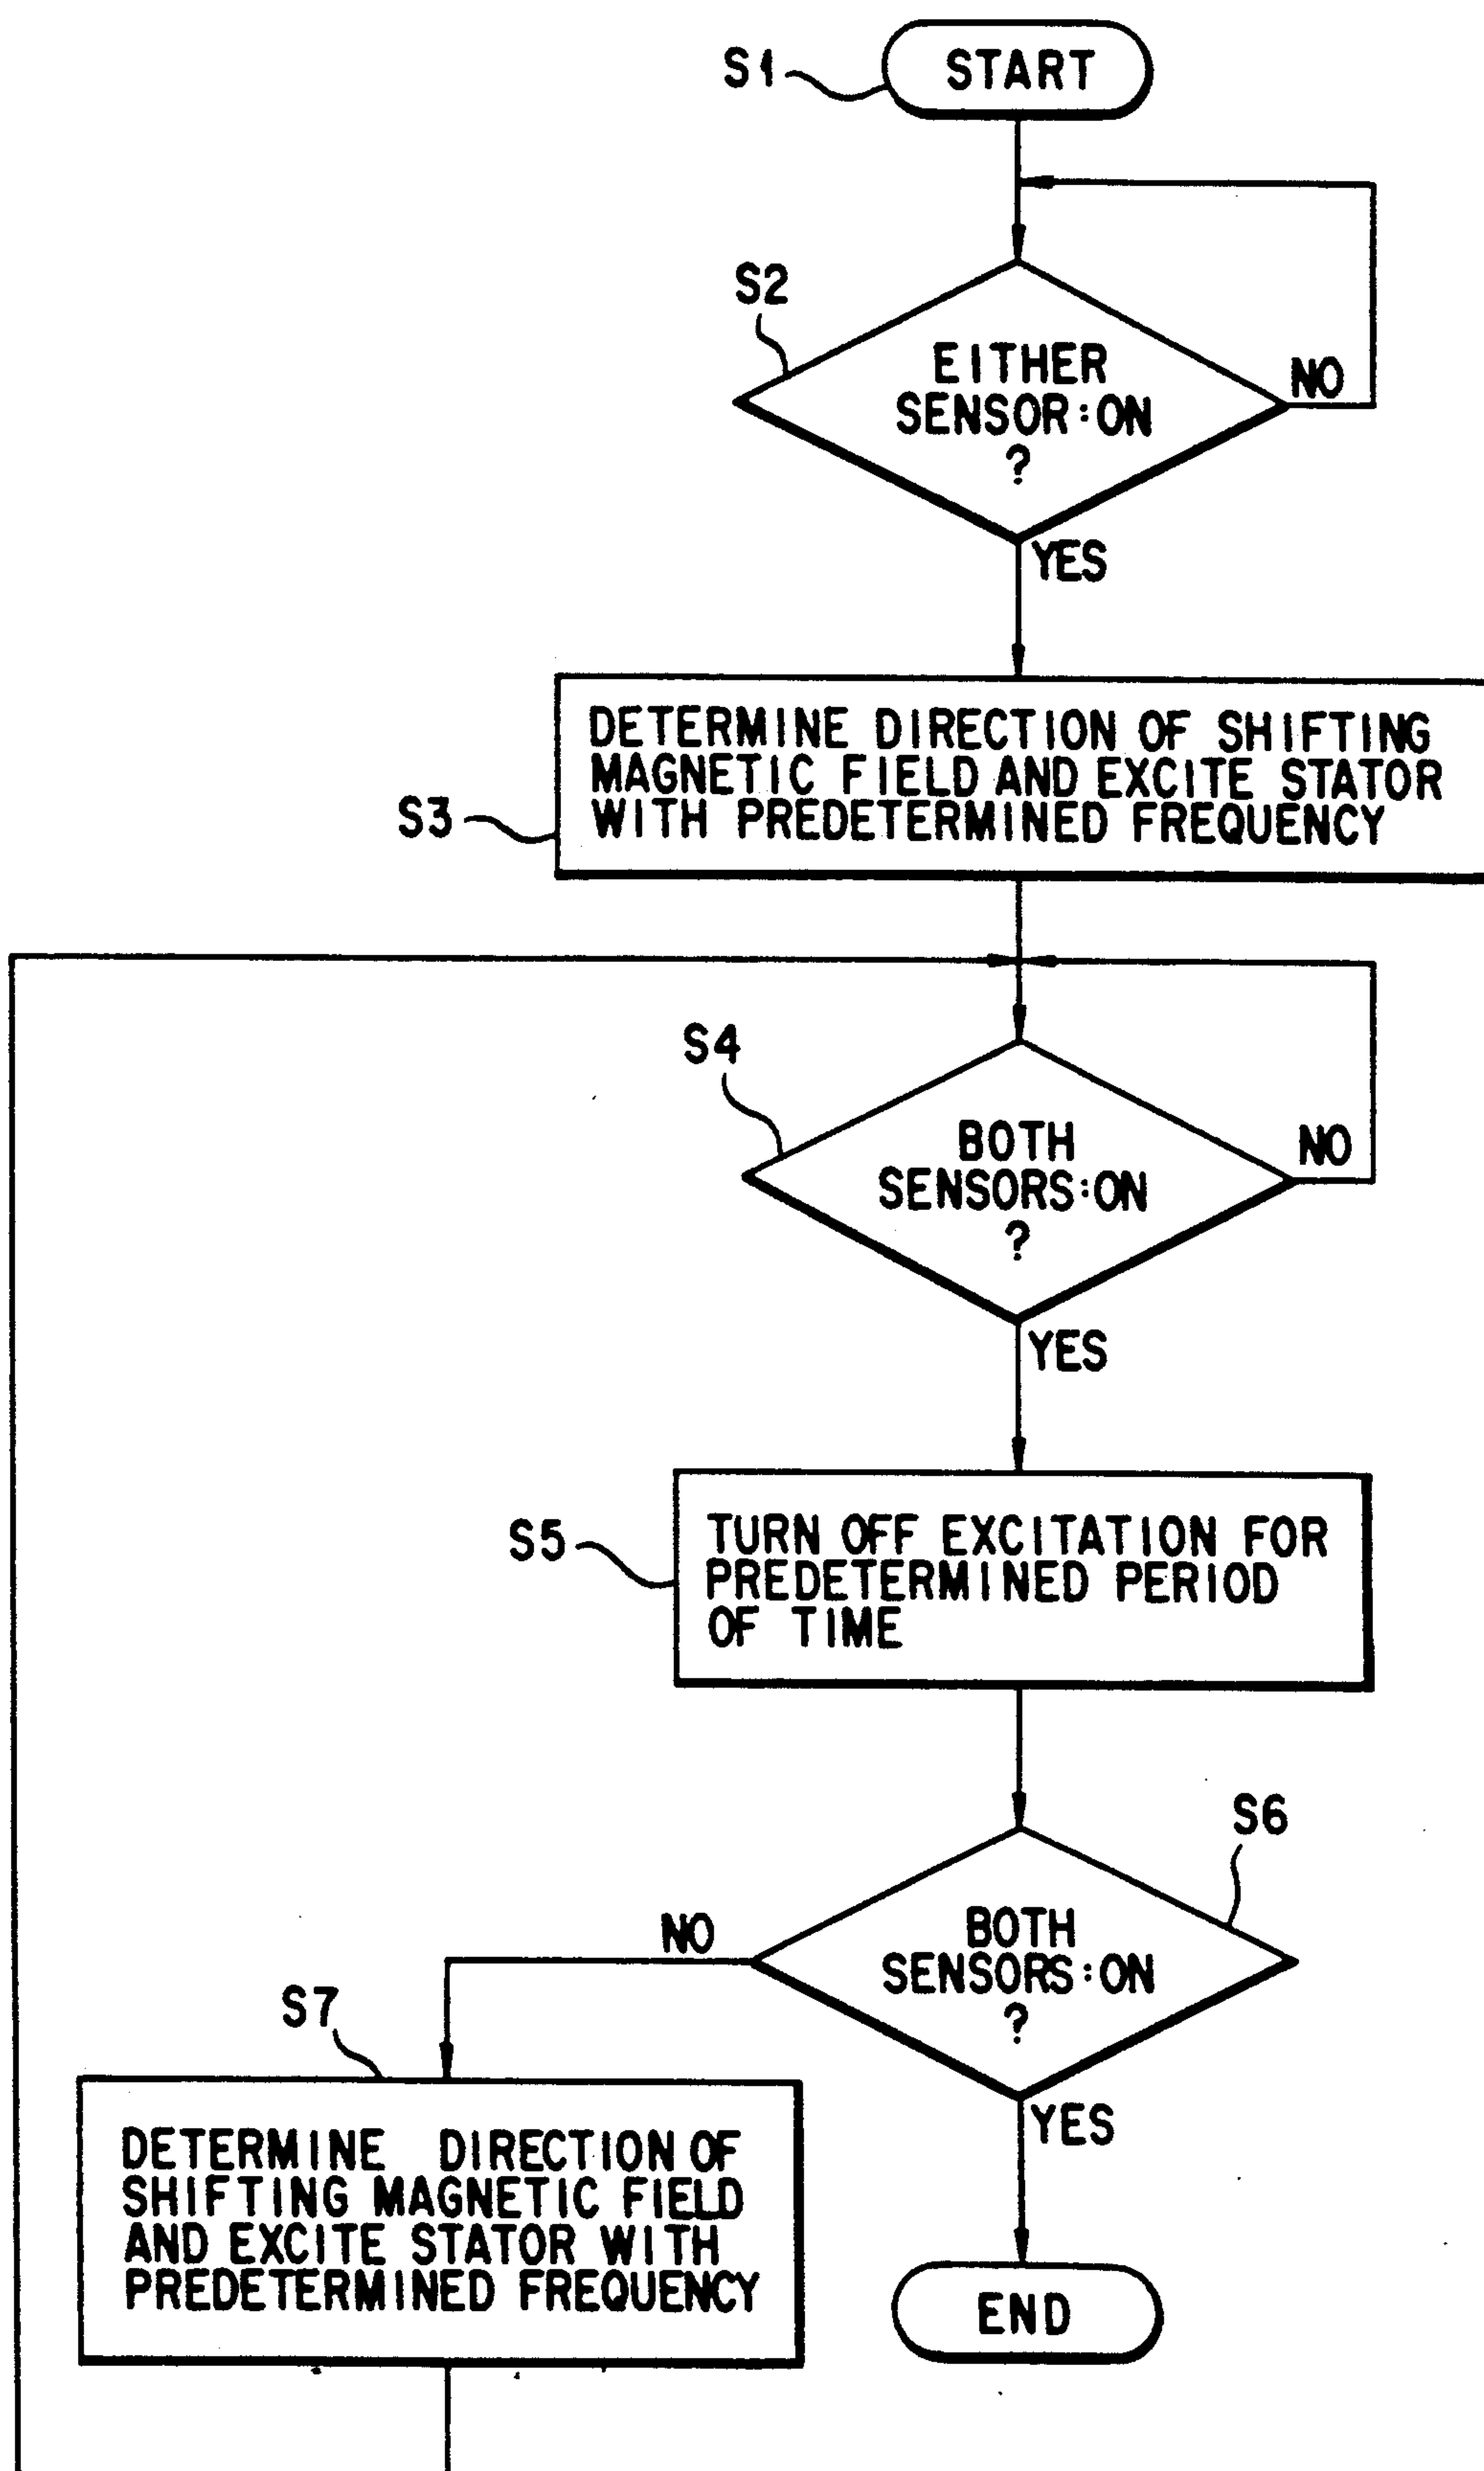 S1
START
S2
EITHER
SENSOR:ON
?
NO
YES
S3
DETERMINE DIRECTION OF SHIFTING
MAGNETIC FIELD AND EXCITE STATOR
WITH PREDETERMINED FREQUENCY
S4
BOTH
SENSORS:ON
?
NO
YES
S5
TURN OFF EXCITATION FOR
PREDETERMINED PERIOD
OF TIME
S6
BOTH
SENSORS:ON
?
NO
YES
S7
DETERMINE DIRECTION OF
SHIFTING MAGNETIC FIELD
AND EXCITE STATOR WITH
PREDETERMINED FREQUENCY
END